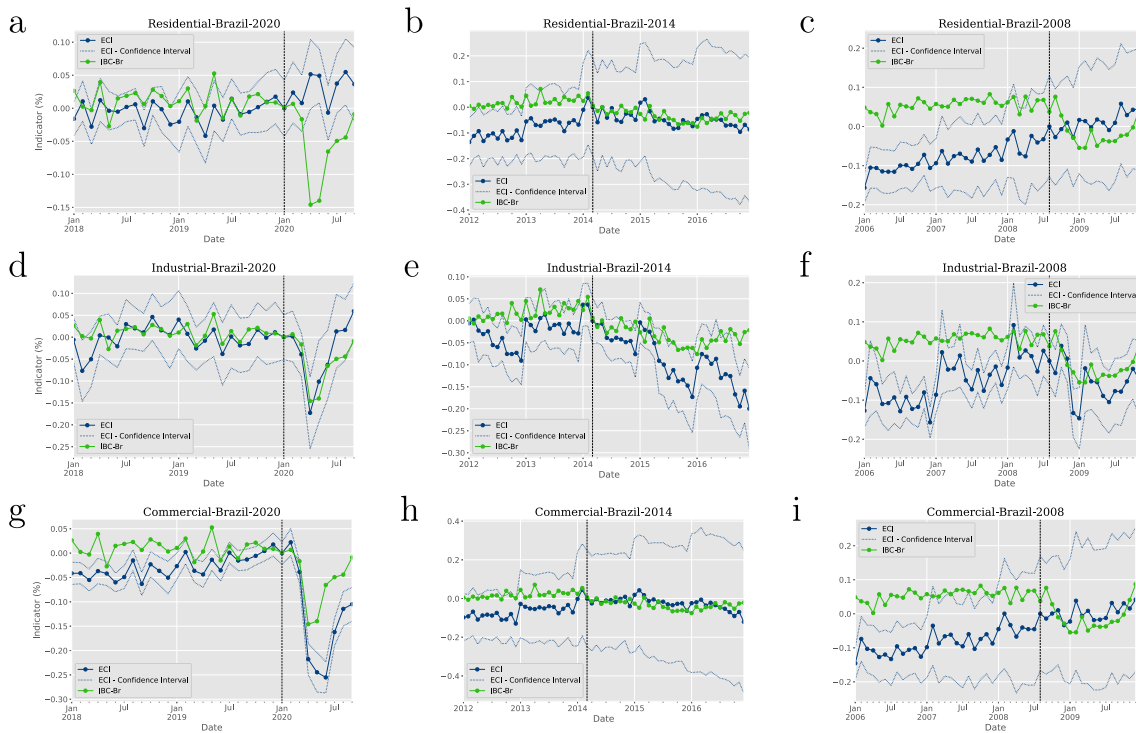 a
Residential-Brazil-2020
ECI
ECI - Confidence Interval
IBC-Br
Indicator (%)
0.10
0.05
0.00
−0.05
−0.10
−0.15
Jan
2018
Jul
Jan
2019
Jul
Jan
2020
Jul
Date
b
Residential-Brazil-2014
ECI
ECI - Confidence Interval
IBC-Br
0.2
0.1
0.0
−0.1
−0.2
−0.3
−0.4
2012
2013
2014
2015
2016
Date
c
Residential-Brazil-2008
ECI
ECI - Confidence Interval
IBC-Br
0.2
0.1
0.0
−0.1
−0.2
Jan
2006
Jul
Jan
2007
Jul
Jan
2008
Jul
Jan
2009
Jul
Date
d
Industrial-Brazil-2020
ECI
ECI - Confidence Interval
IBC-Br
Indicator (%)
0.10
0.05
0.00
−0.05
−0.10
−0.15
−0.20
−0.25
Jan
2018
Jul
Jan
2019
Jul
Jan
2020
Jul
Date
e
Industrial-Brazil-2014
ECI
ECI - Confidence Interval
IBC-Br
0.10
0.05
0.00
−0.05
−0.10
−0.15
−0.20
−0.25
−0.30
2012
2013
2014
2015
2016
Date
f
Industrial-Brazil-2008
ECI
ECI - Confidence Interval
IBC-Br
0.2
0.1
0.0
−0.1
−0.2
Jan
2006
Jul
Jan
2007
Jul
Jan
2008
Jul
Jan
2009
Jul
Date
g
Commercial-Brazil-2020
ECI
ECI - Confidence Interval
IBC-Br
Indicator (%)
0.05
0.00
−0.05
−0.10
−0.15
−0.20
−0.25
−0.30
Jan
2018
Jul
Jan
2019
Jul
Jan
2020
Jul
Date
h
Commercial-Brazil-2014
ECI
ECI - Confidence Interval
IBC-Br
0.4
0.2
0.0
−0.2
−0.4
2012
2013
2014
2015
2016
Date
i
Commercial-Brazil-2008
ECI
ECI - Confidence Interval
IBC-Br
0.2
0.1
0.0
−0.1
−0.2
Jan
2006
Jul
Jan
2007
Jul
Jan
2008
Jul
Jan
2009
Jul
Date